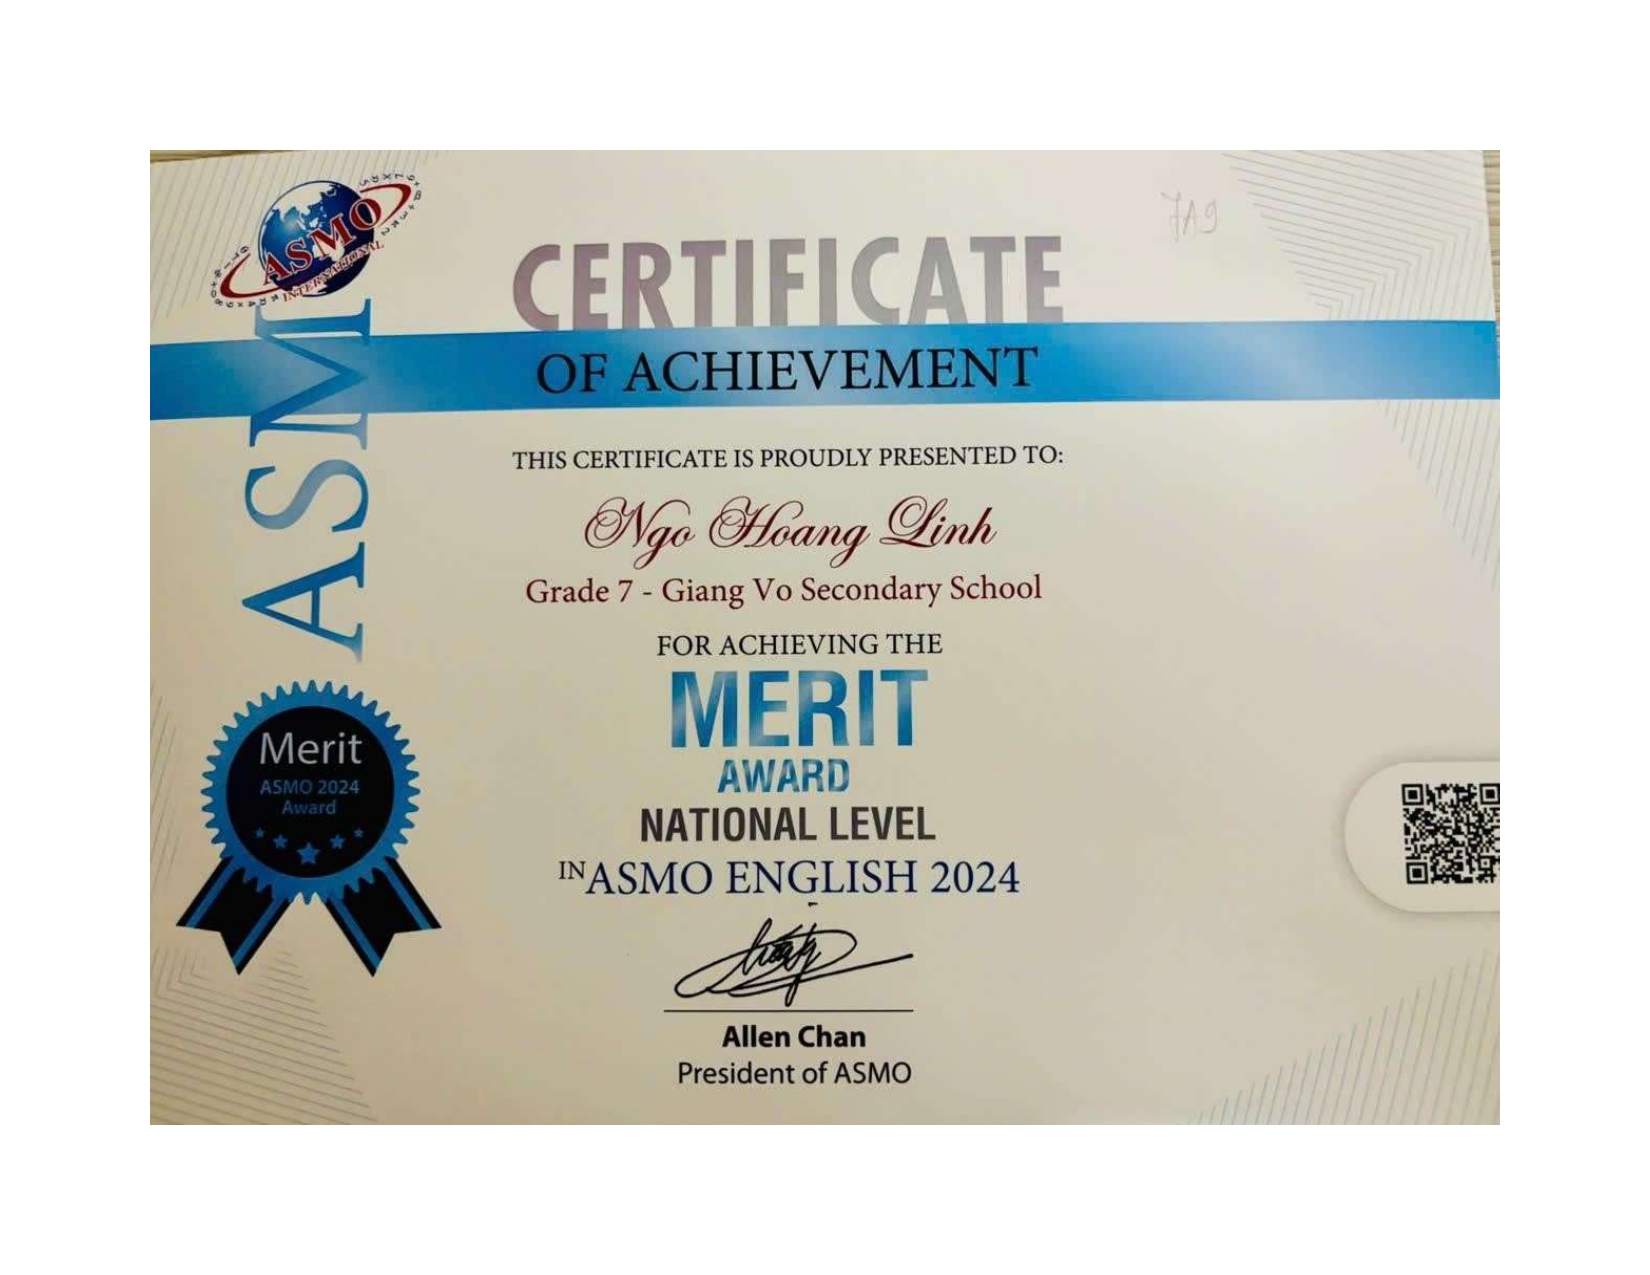 7A9
ASMO
INTERNATIONAL
CERTIFICATE
OF ACHIEVEMENT
ASM
THIS CERTIFICATE IS PROUDLY PRESENTED TO:
Ngo Hoang Linh
Grade 7 - Giang Vo Secondary School
FOR ACHIEVING THE
MERIT
AWARD
NATIONAL LEVEL
IN ASMO ENGLISH 2024
Merit
ASMO 2024
Award
Allen Chan
President of ASMO